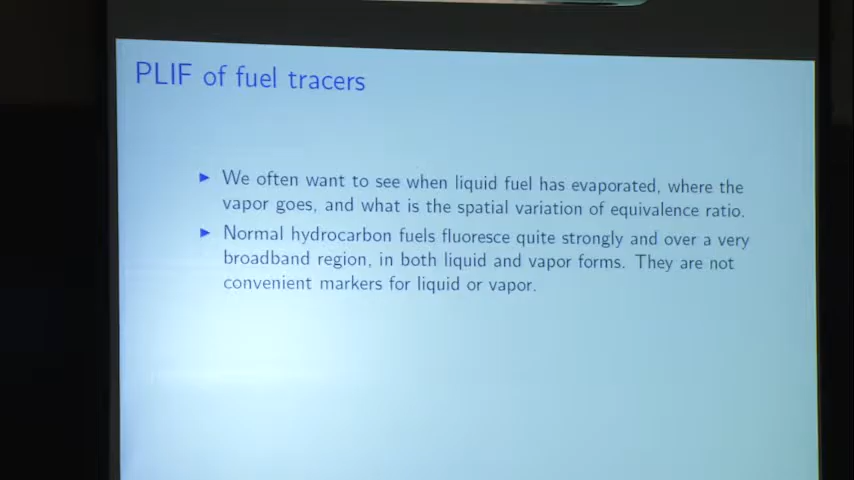 PLIF of fuel tracers
We often want to see when liquid fuel has evaporated, where the
vapor goes, and what is the spatial variation of equivalence ratio.
Normal hydrocarbon fuels fluoresce quite strongly and over a very
broadband region, in both liquid and vapor forms. They are not
convenient markers for liquid or vapor.